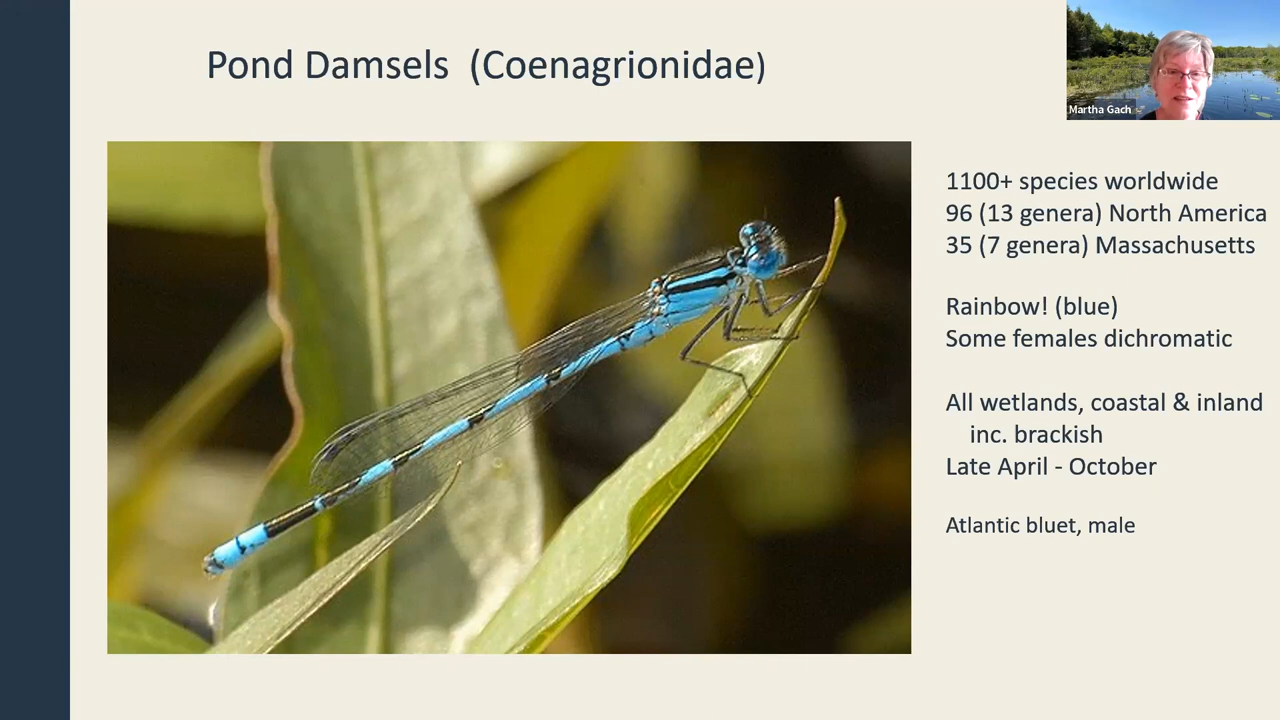 Pond Damsels (Coenagrionidae)
Martha Gach
1100+ species worldwide
96 (13 genera) North America
35 (7 genera) Massachusetts
Rainbow! (blue)
Some females dichromatic
All wetlands, coastal & inland
inc. brackish
Late April - October
Atlantic bluet, male